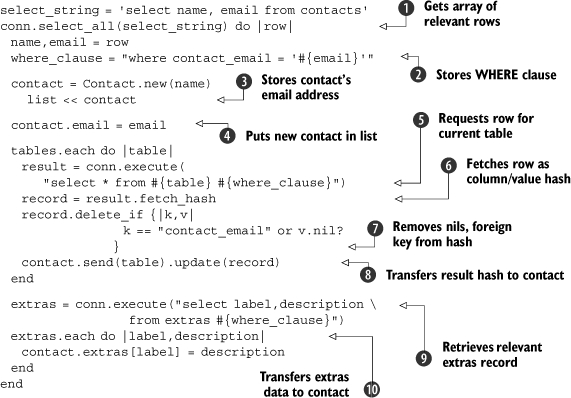 select_string = 'select name, email from contacts'
conn.select_all(select_string) do |row|
1 Gets array of
relevant rows
name,email = row
where_clause = "where contact_email = '#{email}'"
2 Stores WHERE clause
contact = Contact.new(name)
list << contact
3 Stores contact's
email address
contact.email = email
4 Puts new contact in list
5 Requests row for
current table
tables.each do |table|
result = conn.execute(
"select * from #{table} #{where_clause}")
record = result.fetch_hash
6 Fetches row as
column/value hash
record.delete_if {|k,v|
k == "contact_email" or v.nil?
}
7 Removes nils, foreign
key from hash
contact.send(table).update(record)
8 Transfers result hash to contact
end
extras = conn.execute("select label,description \
from extras #{where_clause}")
9 Retrieves relevant
extras record
extras.each do |label,description|
contact.extras[label] = description
end
end
Transfers extras
data to contact 10